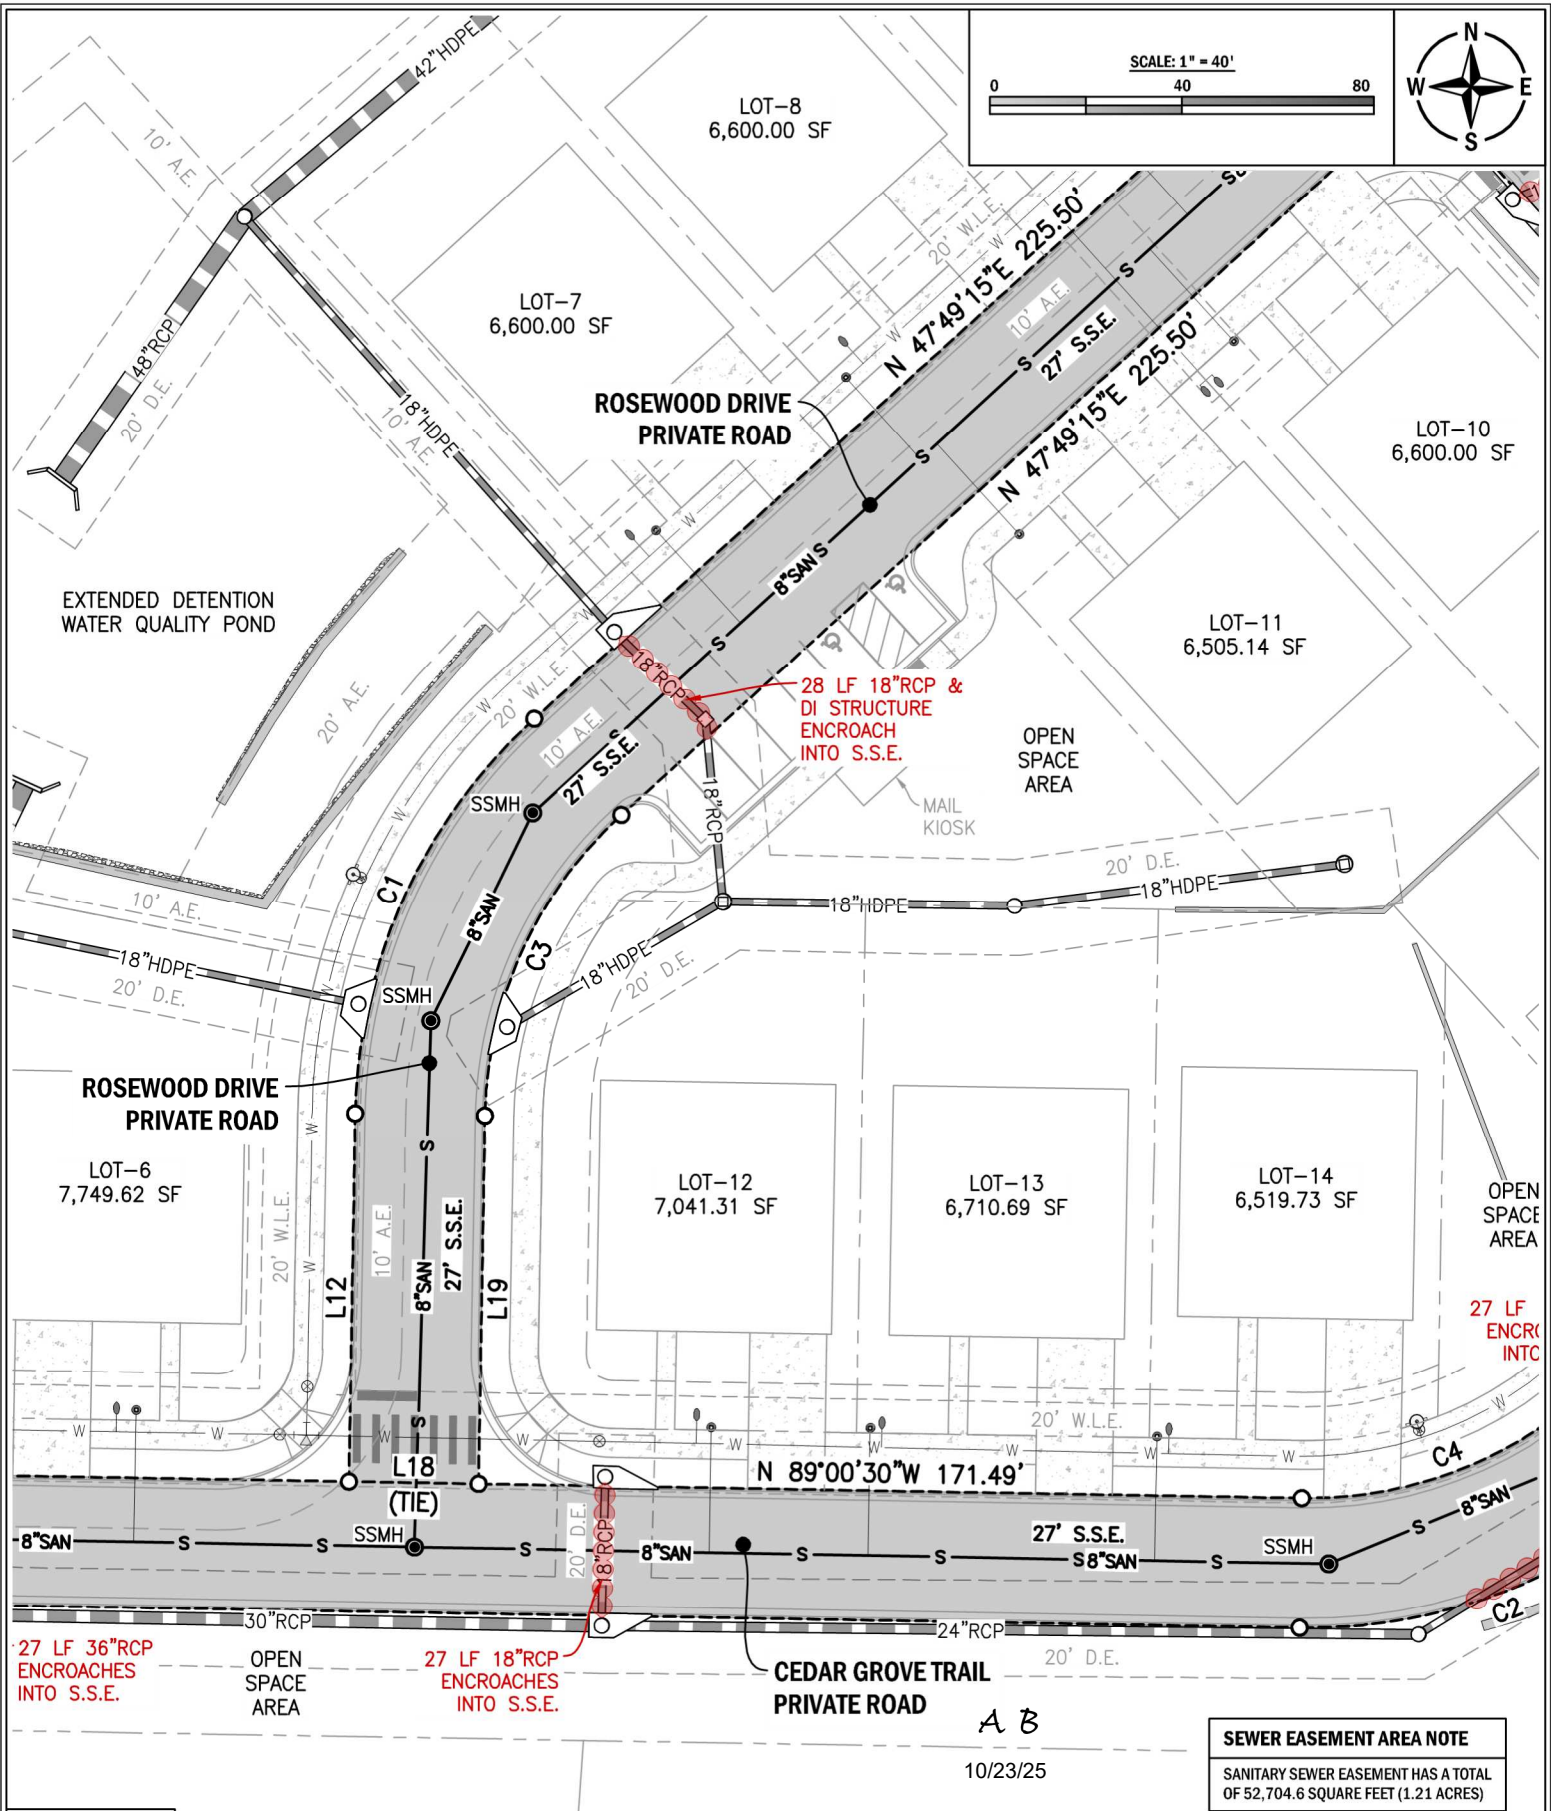 SCALE: 1" = 40'
0 40 80
N
W E
S
42"HDPE
LOT-8
6,600.00 SF
10' A.E.
20' W.L.E.
W
N 47°49'15"E 225.50'
S
10' A.E.
27' S.S.E.
S
N 47°49'15"E 225.50'
LOT-7
6,600.00 SF
48"RCP
20' D.E.
18"HDPE
10' A.E.
ROSEWOOD DRIVE
PRIVATE ROAD
W
S
LOT-10
6,600.00 SF
W
8"SAN S
EXTENDED DETENTION
WATER QUALITY POND
W
LOT-11
6,505.14 SF
S
18"RCP
20' A.E.
20' W.L.E.
W
28 LF 18"RCP &
DI STRUCTURE
ENCROACH
INTO S.S.E.
10' A.E.
S
27' S.S.E.
OPEN
SPACE
AREA
SSMH
18"RCP
MAIL
KIOSK
W
20' D.E.
18"HDPE
C1
10' A.E.
8"SAN
18"HDPE
C3
18"HDPE
20' D.E.
18"HDPE
20' D.E.
W
SSMH
ROSEWOOD DRIVE
PRIVATE ROAD
W
S
LOT-6
7,749.62 SF
LOT-12
7,041.31 SF
LOT-13
6,710.69 SF
LOT-14
6,519.73 SF
OPEN
SPACE
AREA
20' W.L.E.
W
10' A.E.
27' S.S.E.
8"SAN
L12
L19
27 LF
ENCRO
INTO
S
20' W.L.E.
W
W W W W W W W W W
L18
(TIE)
N 89°00'30"W 171.49'
C4
8"SAN
8"SAN S S SSMH S
20' D.E.
18"RCP
8"SAN S S
27' S.S.E.
S 8"SAN S
SSMH
S
30"RCP
24"RCP
C2
27 LF 36"RCP
ENCROACHES
INTO S.S.E.
OPEN
SPACE
AREA
27 LF 18"RCP
ENCROACHES
INTO S.S.E.
CEDAR GROVE TRAIL
PRIVATE ROAD
20' D.E.
A B
10/23/25
SEWER EASEMENT AREA NOTE
SANITARY SEWER EASEMENT HAS A TOTAL
OF 52,704.6 SQUARE FEET (1.21 ACRES)